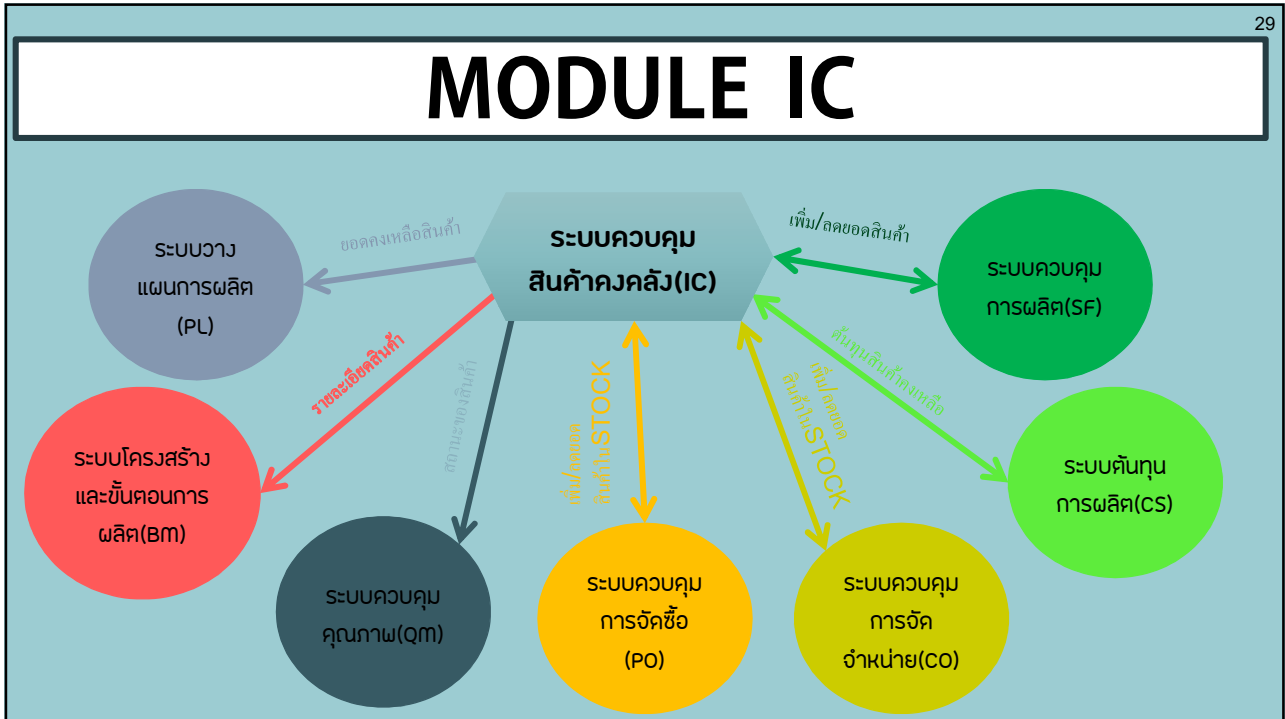 29
MODULE IC
ระบบวาง
แผนการผลิต
(PL)
ยอดคงเหลือสินค้า
ระบบควบคุม
สินค้าคงคลัง(IC)
เพิ่ม/ลดยอดสินค้า
ระบบควบคุม
การผลิต(SF)
รายละเอียดสินค้า
สถานะของสินค้า
เพิ่ม/ลดยอด
สินค้าในSTOCK
เพิ่ม/ลดยอด
สินค้าในSTOCK
ต้นทุนสินค้าคงเหลือ
ระบบโครงสร้าง
และขั้นตอนการ
ผลิต(BM)
ระบบต้นทุน
การผลิต(CS)
ระบบควบคุม
คุณภาพ(QM)
ระบบควบคุม
การจัดซื้อ
(PO)
ระบบควบคุม
การจัด
จำหน่าย(CO)